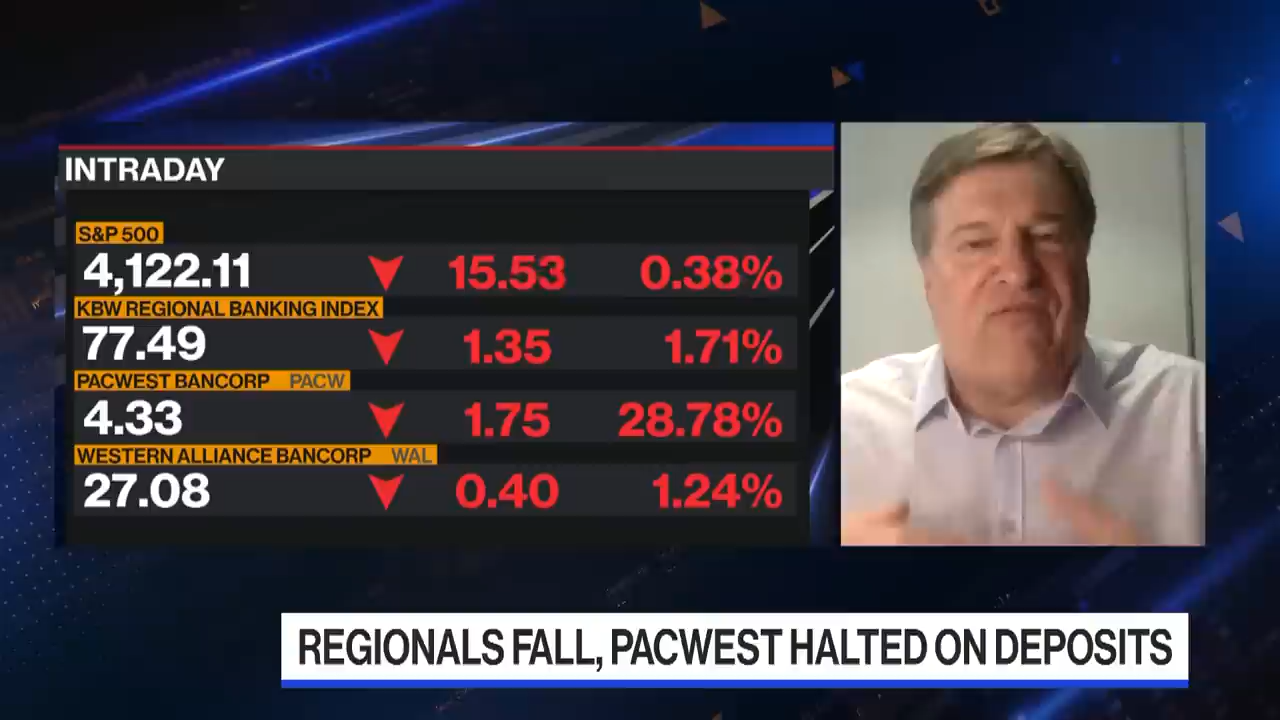 INTRADAY
S&P 500
4,122.11 15.53 0.38%
KBW REGIONAL BANKING INDEX
77.49 1.35 1.71%
PACWEST BANCORP PACW
4.33 1.75 28.78%
WESTERN ALLIANCE BANCORP WAL
27.08 0.40 1.24%
REGIONALS FALL, PACWEST HALTED ON DEPOSITS